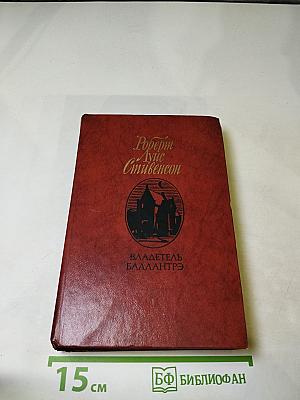 Роберт
Луис
Стивенсон
ВЛАДЕТЕЛЬ
БАЛЛАНТРЭ
15 см
БФ БИБЛИОФАН